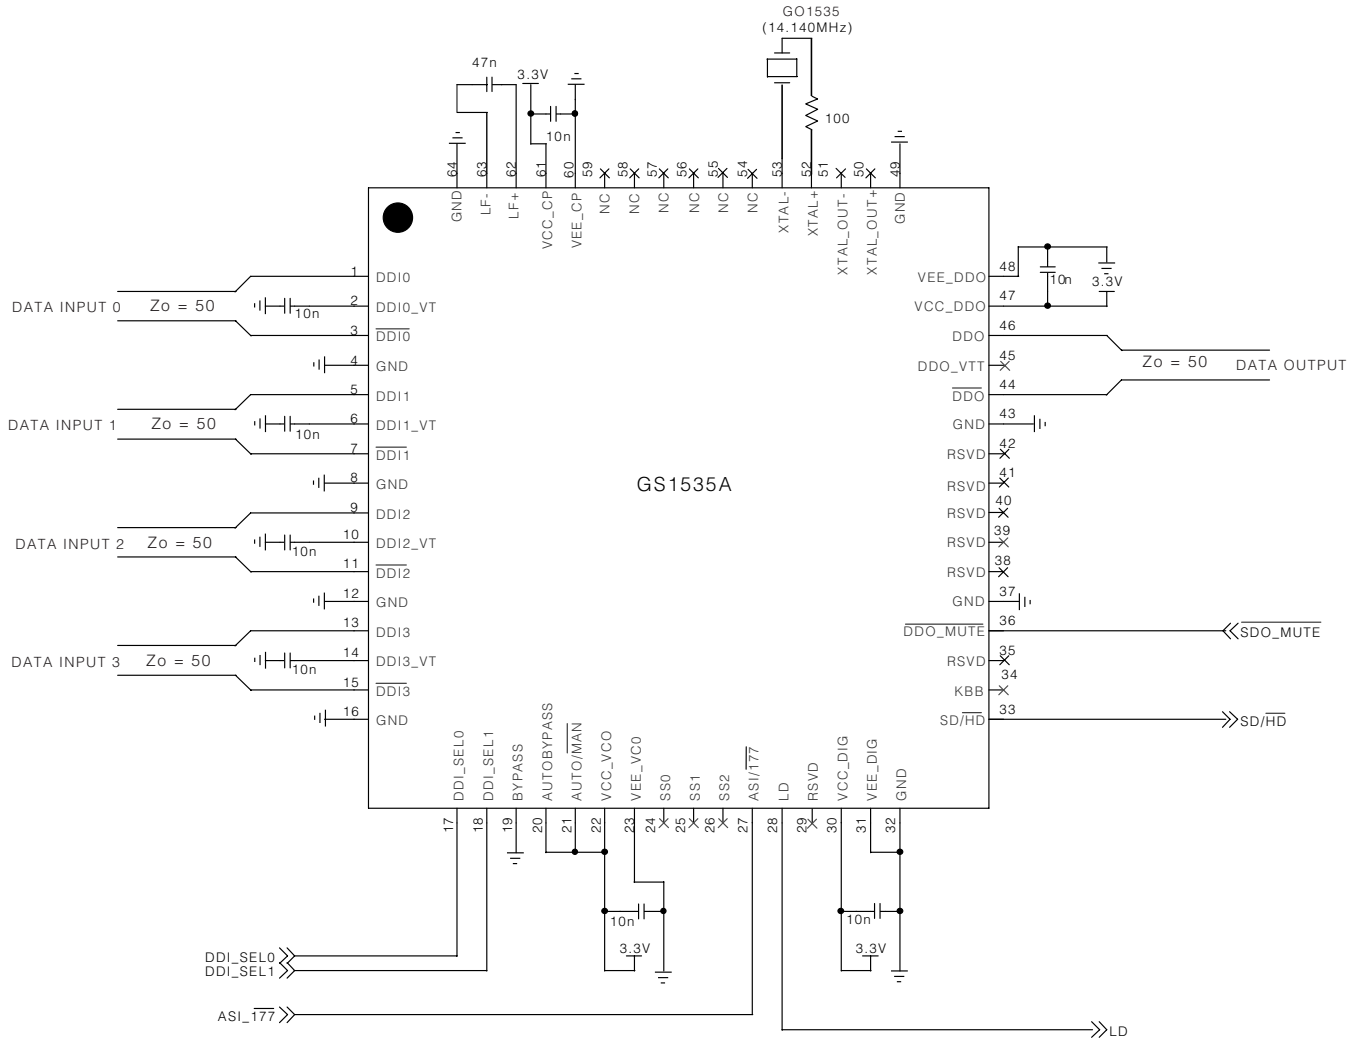 GO1535
(14.140MHz)
47n
3.3V
10n
100
64
63
62
61
60
59
58
57
56
55
54
53
52
51
50
49
GND
LF-
LF+
VCC_CP
VEE_CP
NC
NC
NC
NC
NC
NC
XTAL-
XTAL+
XTAL_OUT-
XTAL_OUT+
GND
DATA INPUT 0
Zo = 50
10n
1 DDI0
2 DDI0_VT
3 DDI0
4 GND
DATA INPUT 1
Zo = 50
10n
5 DDI1
6 DDI1_VT
7 DDI1
8 GND
DATA INPUT 2
Zo = 50
10n
9 DDI2
10 DDI2_VT
11 DDI2
12 GND
DATA INPUT 3
Zo = 50
10n
13 DDI3
14 DDI3_VT
15 DDI3
16 GND
GS1535A
VEE_DDO 48
10n
3.3V
VCC_DDO 47
DDO 46
DDO_VTT 45
Zo = 50
DATA OUTPUT
DDO 44
GND 43
RSVD 42
RSVD 41
RSVD 40
RSVD 39
RSVD 38
GND 37
DDO_MUTE 36
SDO_MUTE
RSVD 35
KBB 34
SD/HD 33
SD/HD
DDI_SEL0
DDI_SEL1
BYPASS
AUTOBYPASS
AUTO/MAN
VCC_VCO
VEE_VC0
SS0
SS1
SS2
ASI/177
LD
RSVD
VCC_DIG
VEE_DIG
GND
17
18
19
20
21
22
23
24
25
26
27
28
29
30
31
32
10n
3.3V
10n
3.3V
DDI_SEL0
DDI_SEL1
ASI_177
LD